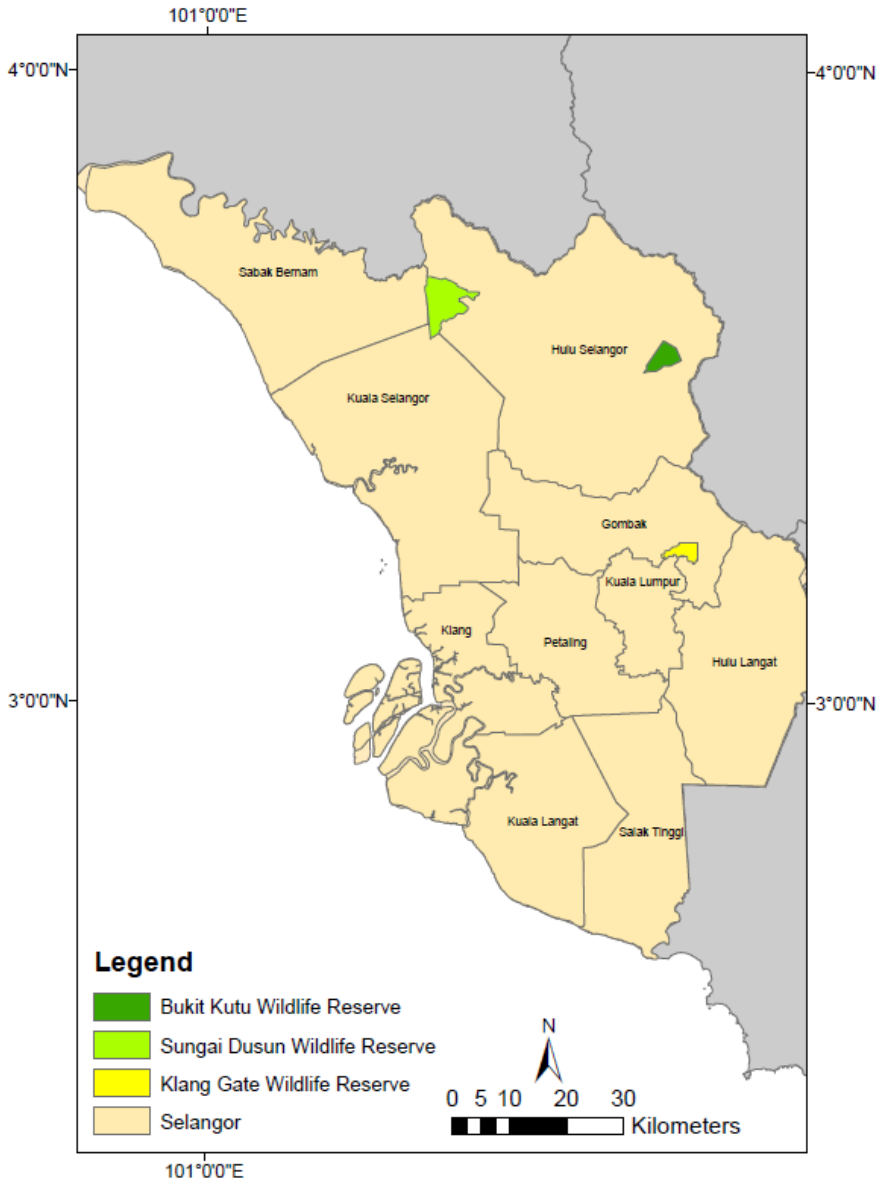 101°0'0"E
4°0'0"N
4°0'0"N
Sabak Bernam
Hulu Selangor
Kuala Selangor
Gombak
Kuala Lumpur
Klang
Petaling
Hulu Langat
3°0'0"N
3°0'0"N
Kuala Langat
Salak Tinggi
Legend
Bukit Kutu Wildlife Reserve
Sungai Dusun Wildlife Reserve
Klang Gate Wildlife Reserve
Selangor
N
0 5 10 20 30
Kilometers
101°0'0"E